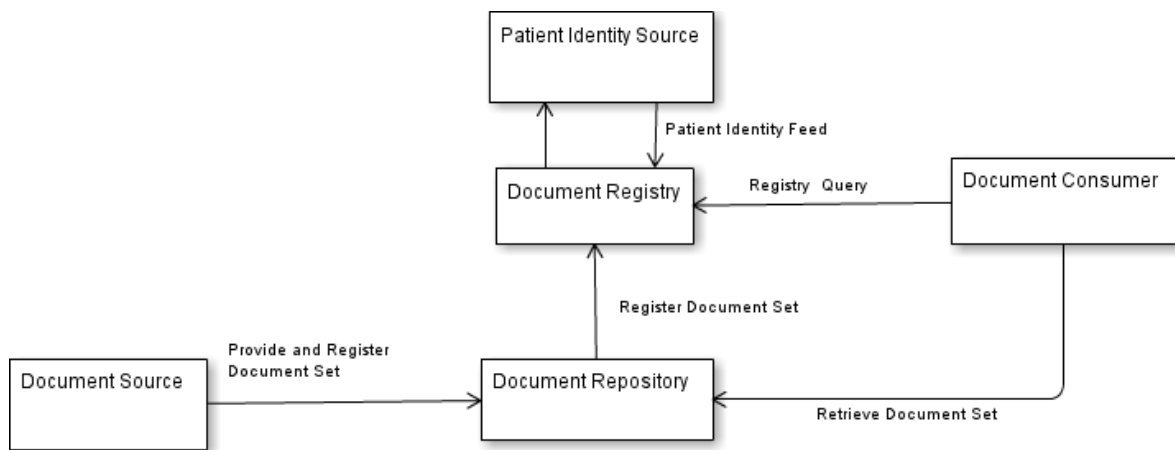 Patient Identity Source
Patient Identity Feed
Document Registry
Registry Query
Document Consumer
Register Document Set
Provide and Register
Document Set
Document Source
Document Repository
Retrieve Document Set